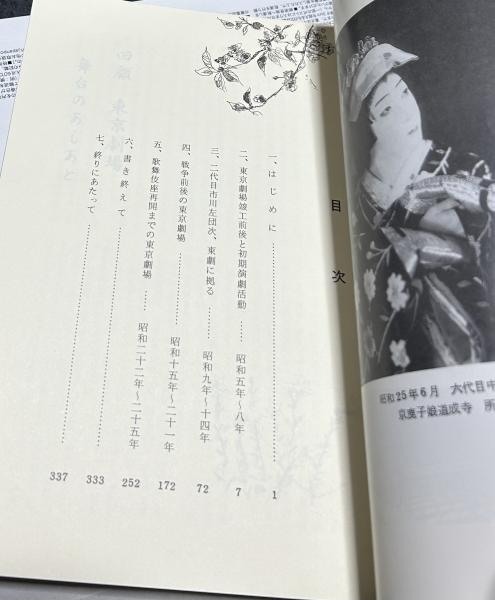 目次
一、はじめに 1
二、東京劇場竣工前後と初期演劇活動 昭和五年〜八年 7
三、二代目市川左団次、東劇に拠る 昭和九年〜十四年 72
四、戦争前後の東京劇場 昭和十五年〜二十一年 172
五、歌舞伎座再開までの東京劇場 昭和二十二年〜二十五年 252
六、書き終えて 333
七、終りにあたって 337
昭和25年6月 六代目中
京鹿子娘道成寺 所